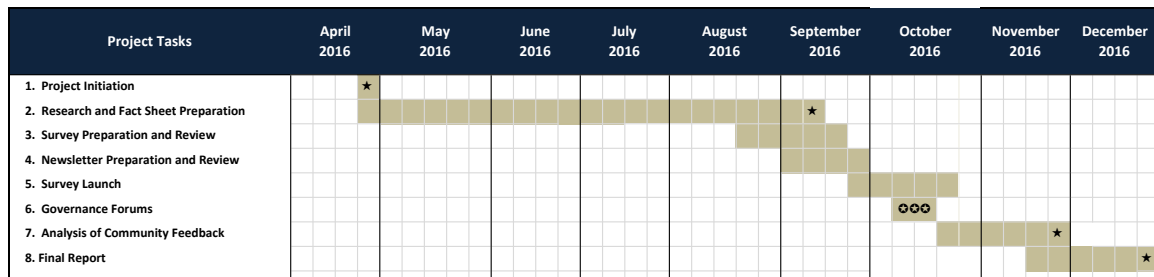 Project Tasks
April
2016
May
2016
June
2016
July
2016
August
2016
September
2016
October
2016
November
2016
December
2016
1. Project Initiation ★
2. Research and Fact Sheet Preparation ★
3. Survey Preparation and Review
4. Newsletter Preparation and Review
5. Survey Launch
6. Governance Forums ✪✪✪
7. Analysis of Community Feedback ★
8. Final Report ★